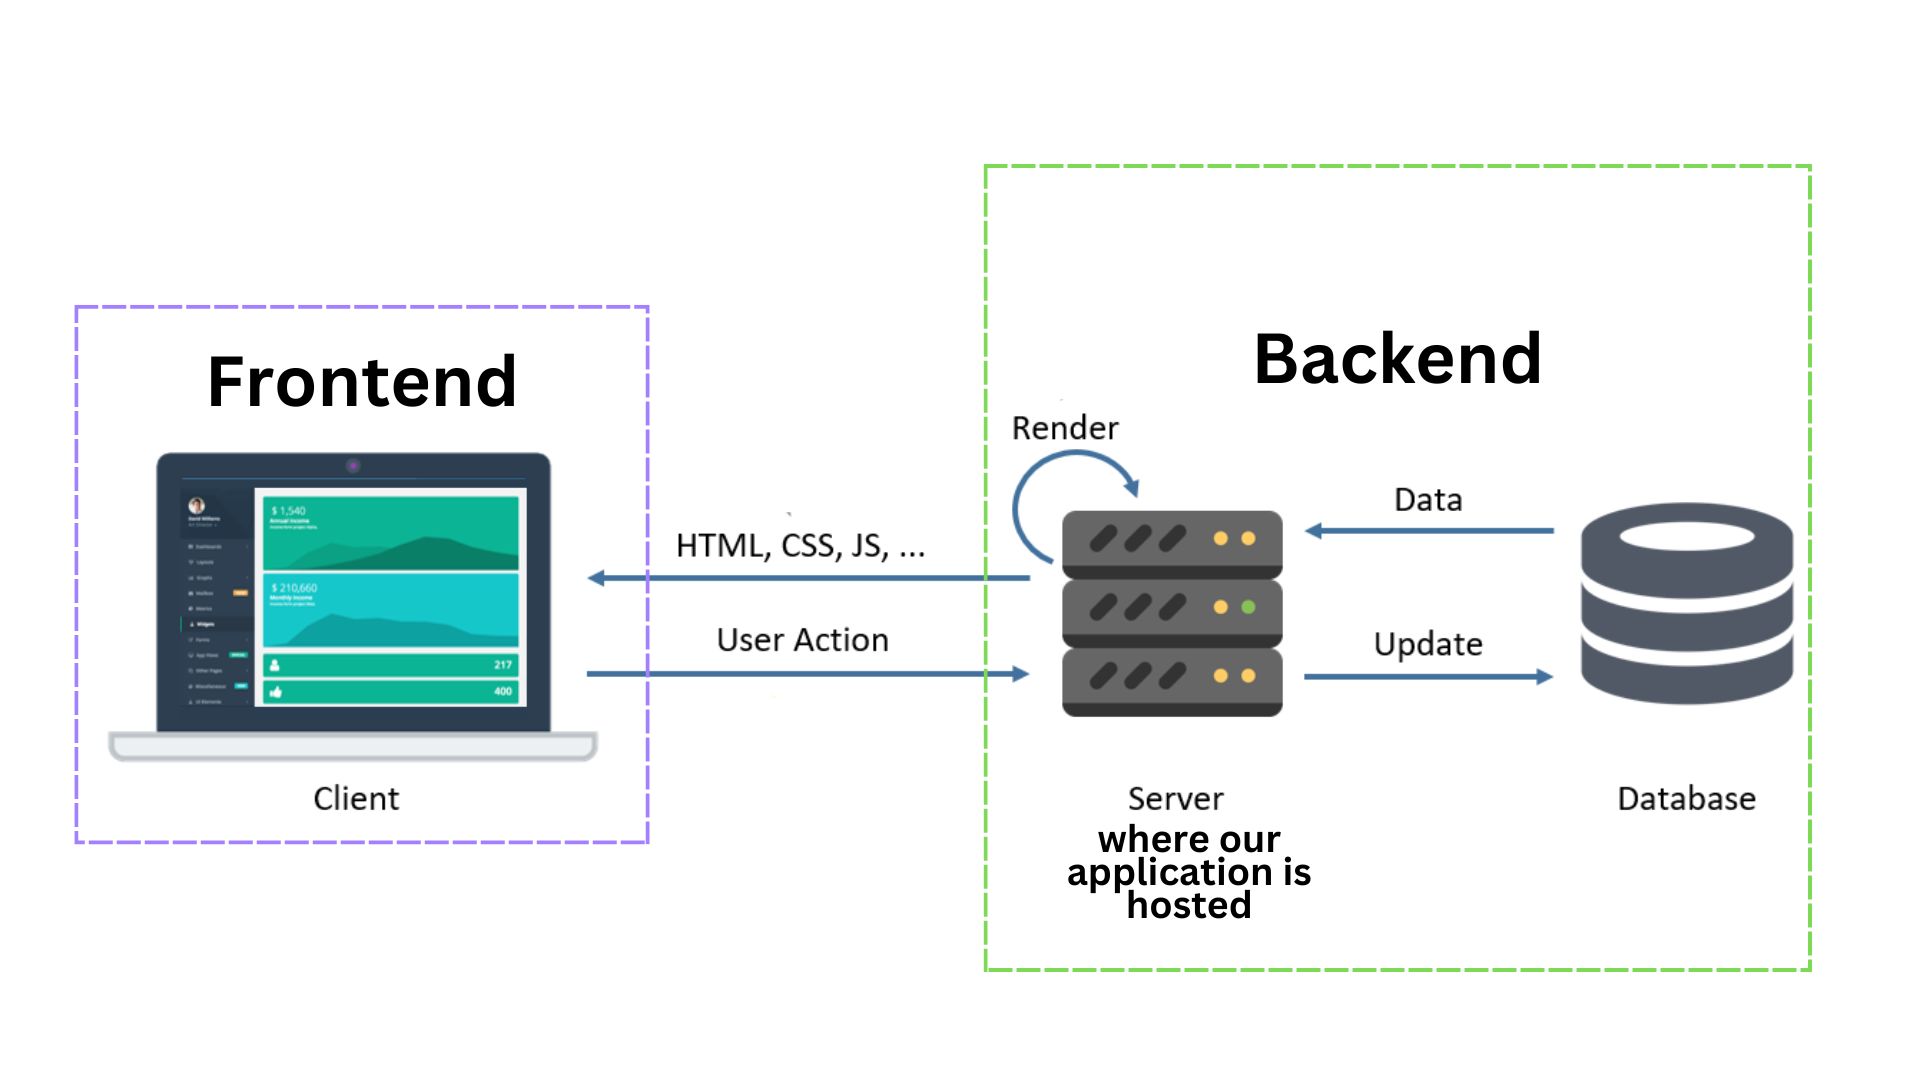 Frontend
Backend
Render
Data
HTML, CSS, JS, ...
User Action
Update
$ 1,540
Annual Income
$ 210,660
Monthly Income
217
400
Client
Server
where our
application is
hosted
Database